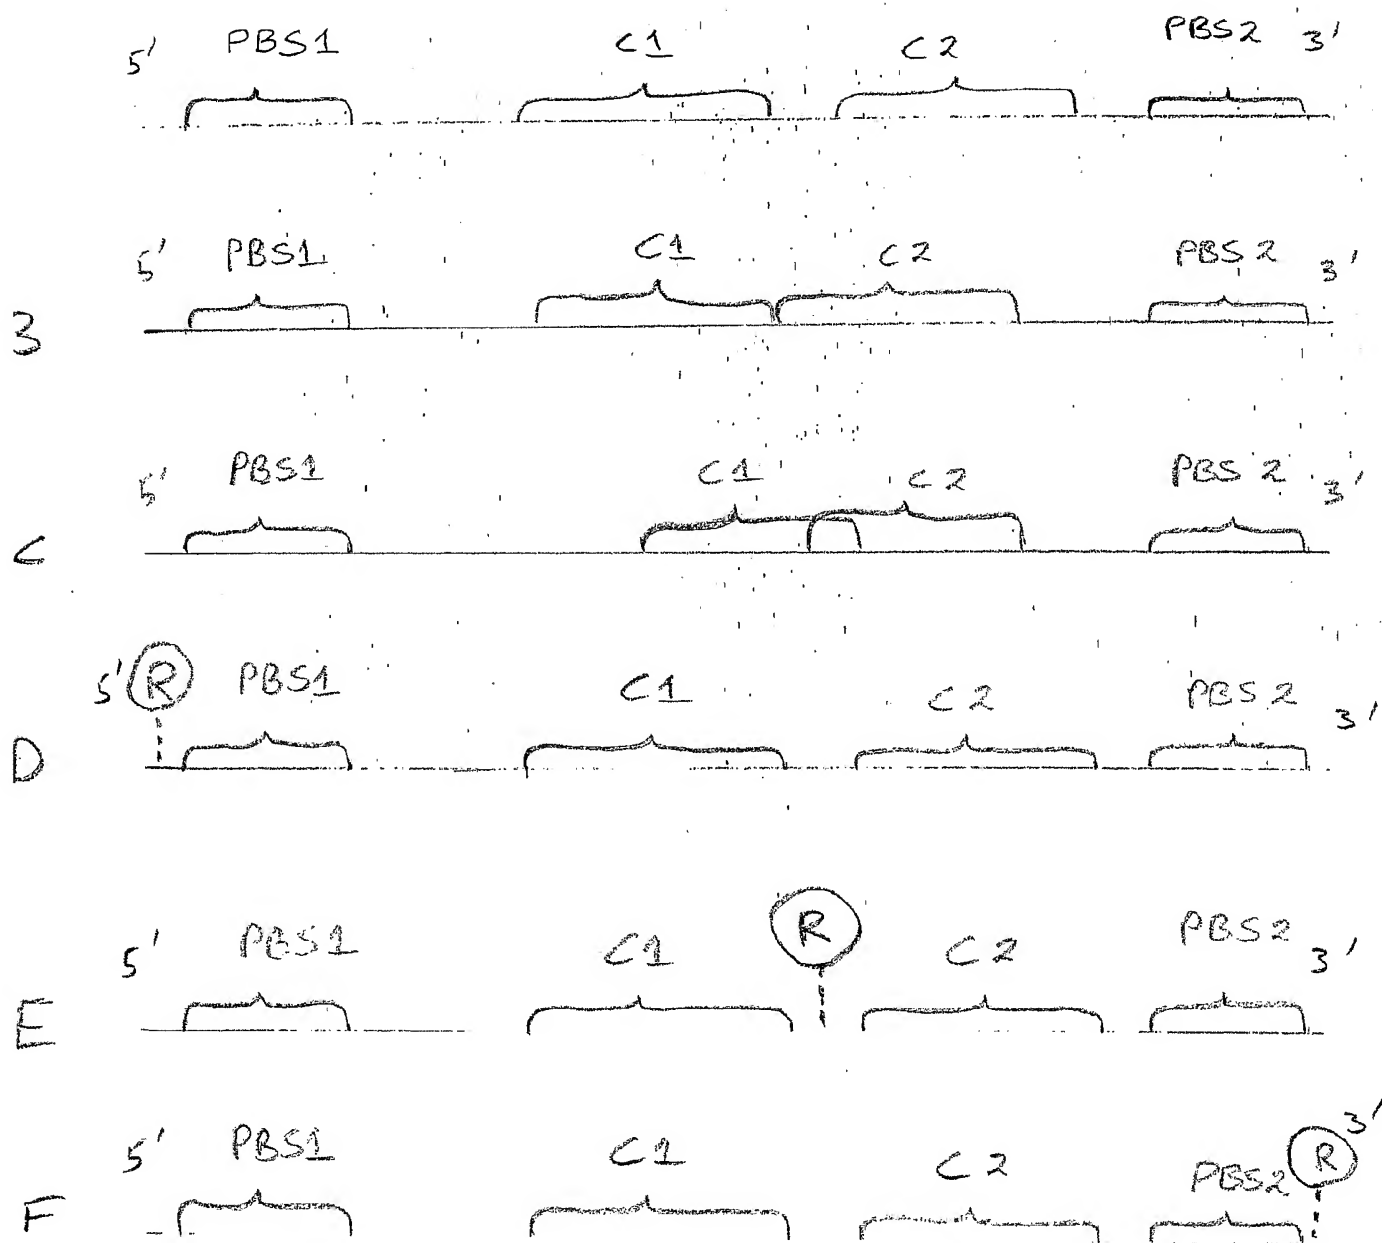 5' PBS1 C1 C2 PBS2 3'
3 5' PBS1 C1 C2 PBS2 3'
C 5' PBS1 C1 C2 PBS2 3'
D 5' R PBS1 C1 C2 PBS2 3'
E 5' PBS1 C1 R C2 PBS2 3'
F 5' PBS1 C1 C2 PBS2 R 3'